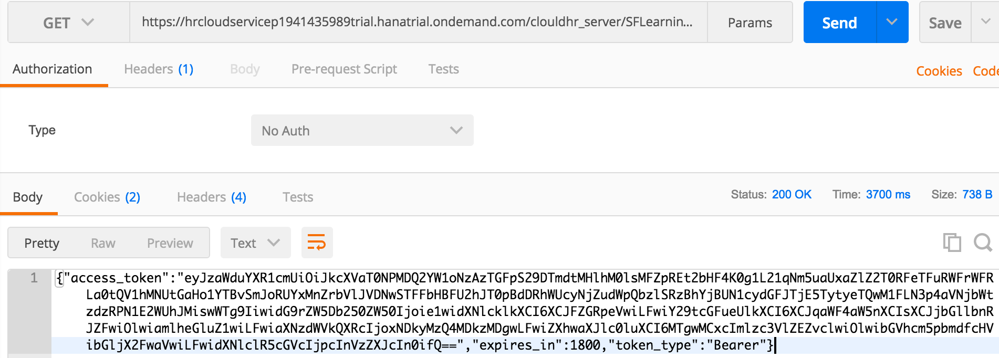 GET https://hrcloudservicep1941435989trial.hanatrial.ondemand.com/clouldhr_server/SFLearnin... Params Send Save
Authorization Headers (1) Body Pre-request Script Tests Cookies Code
Type No Auth
Body Cookies (2) Headers (4) Tests Status: 200 OK Time: 3700 ms Size: 738 B
Pretty Raw Preview Text
1 {"access_token":"eyJzaWduYXR1cmUiOiJkcXVaT0NPMDQ2YW1oNzAzTGFpS29DTmdtMHlhM0lsMFZpREt2bHF4K0g1L21qNm5uaUxaZlZ2T0RFeTFuRWFrWFR
La0tQV1hMNUtGaHo1YTBvSmJoRUYxMnZrbVlJVDNwSTFFbHBFU2hJT0pBdDRhWUcyNjZudWpQbzlSRzBhYjBUN1cydGFJTjE5TytyeTQwM1FLN3p4aVNjbWt
zdzRPN1E2WUhJMiswWTg9IiwidG9rZW5Db250ZW50Ijoie1widXNlcklkXCI6XCJFZGRpeVwiLFwiY29tcGFueUlkXCI6XCJqaWF4aW5nXCIsXCJjbGllbnR
JZFwiOlwiamlheGluZ1wiLFwiaXNzdWVkQXRcIjoxNDkyMzQ4MDkzMDgwLFwiZXhwaXJlc0luXCI6MTgwMCxcImlzc3VlZEZvclwiOlwibGVhcm5pbmdfcHV
ibGljX2FwaVwiLFwidXNlclR5cGVcIjpcInVzZXJcIn0ifQ==","expires_in":1800,"token_type":"Bearer"}